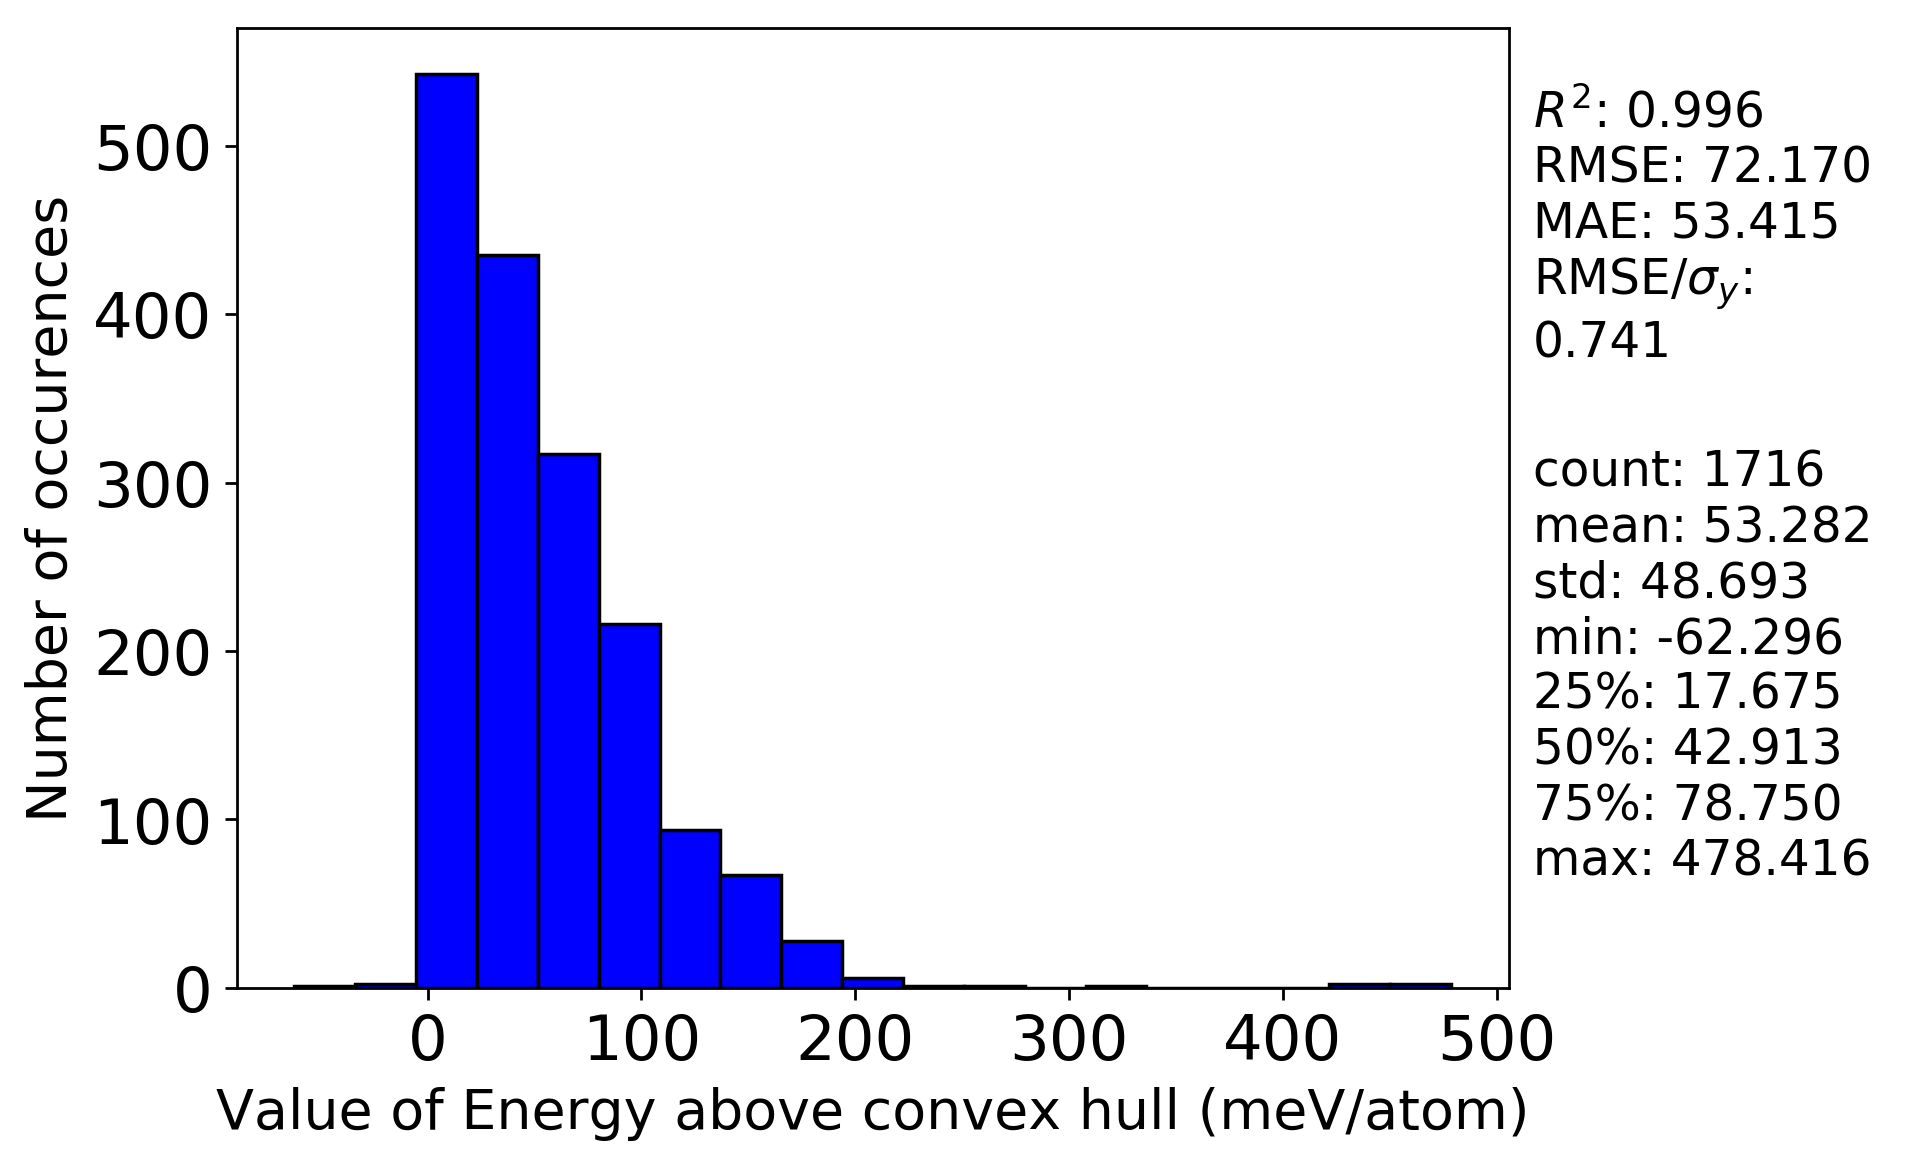 Number of occurences
500
400
300
200
100
0
0 100 200 300 400 500
Value of Energy above convex hull (meV/atom)
R²: 0.996
RMSE: 72.170
MAE: 53.415
RMSE/σ_y:
0.741
count: 1716
mean: 53.282
std: 48.693
min: -62.296
25%: 17.675
50%: 42.913
75%: 78.750
max: 478.416